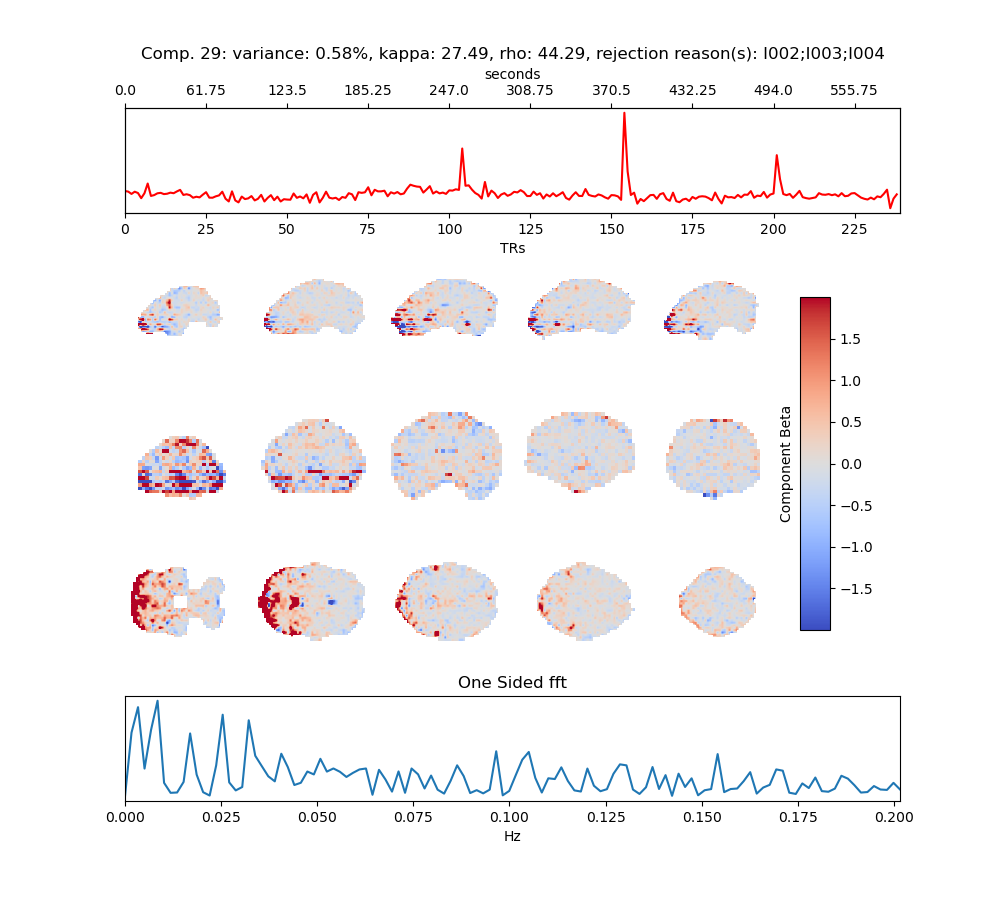 Comp. 29: variance: 0.58%, kappa: 27.49, rho: 44.29, rejection reason(s): I002;I003;I004
seconds
0.0 61.75 123.5 185.25 247.0 308.75 370.5 432.25 494.0 555.75
0 25 50 75 100 125 150 175 200 225
TRs
1.5
1.0
0.5
0.0
−0.5
−1.0
−1.5
Component Beta
One Sided fft
0.000 0.025 0.050 0.075 0.100 0.125 0.150 0.175 0.200
Hz